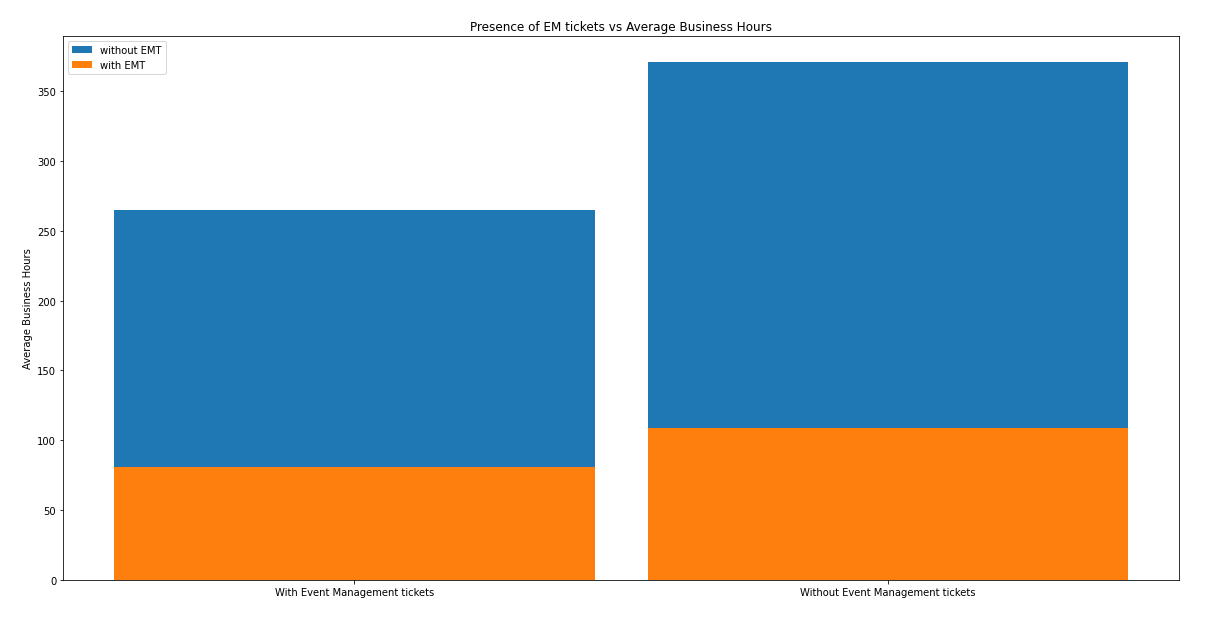 Presence of EM tickets vs Average Business Hours
without EMT
with EMT
350
300
250
200
150
100
50
0
Average Business Hours
With Event Management tickets
Without Event Management tickets